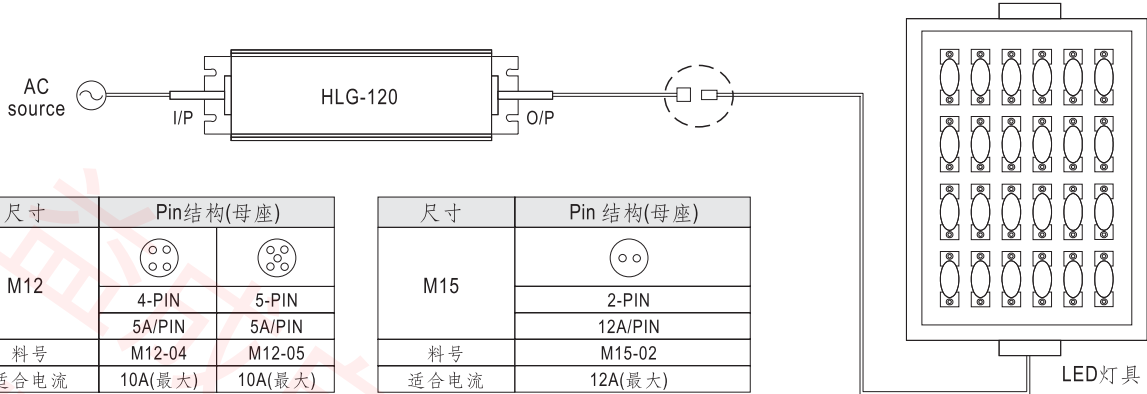 AC
source
I/P
HLG-120
O/P
尺寸 Pin结构(母座)
M12
4-PIN 5-PIN
5A/PIN 5A/PIN
料号 M12-04 M12-05
适合电流 10A(最大) 10A(最大)
尺寸 Pin 结构(母座)
M15
2-PIN
12A/PIN
料号 M15-02
适合电流 12A(最大)
LED灯具